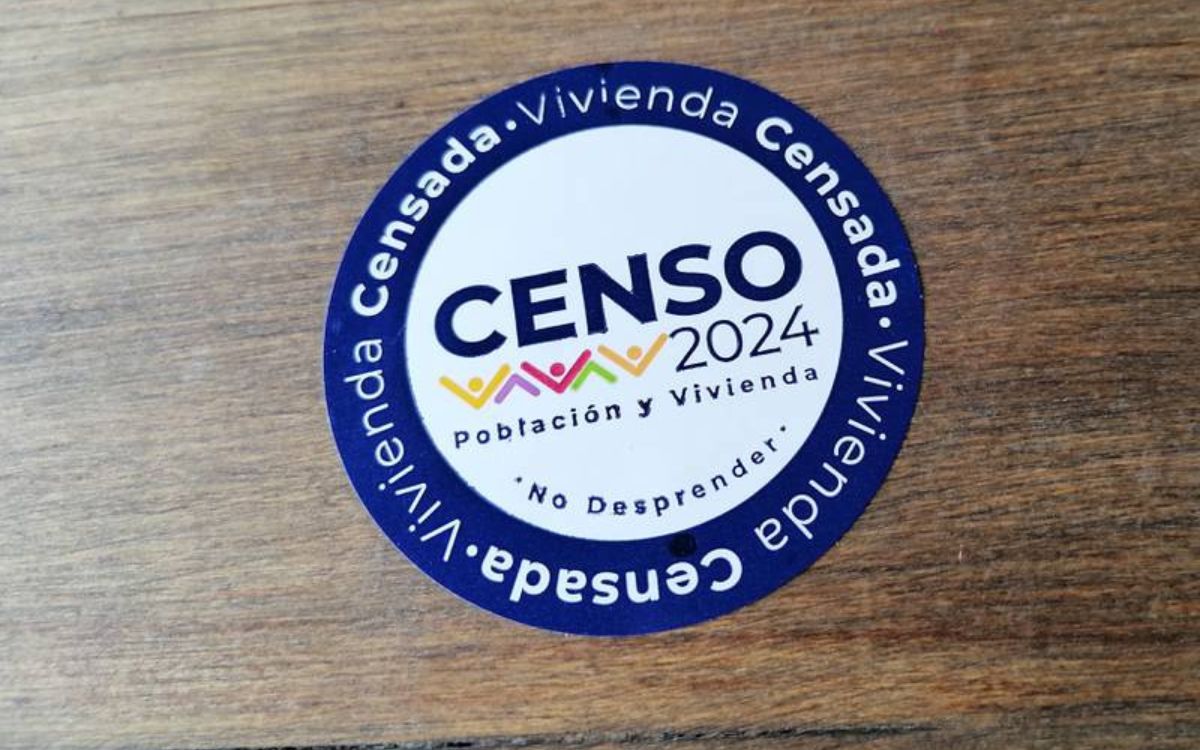 Vivienda Censada · Vivienda Censada · Vivienda Censada ·
CENSO
2024
Población y Vivienda
·No Desprender·